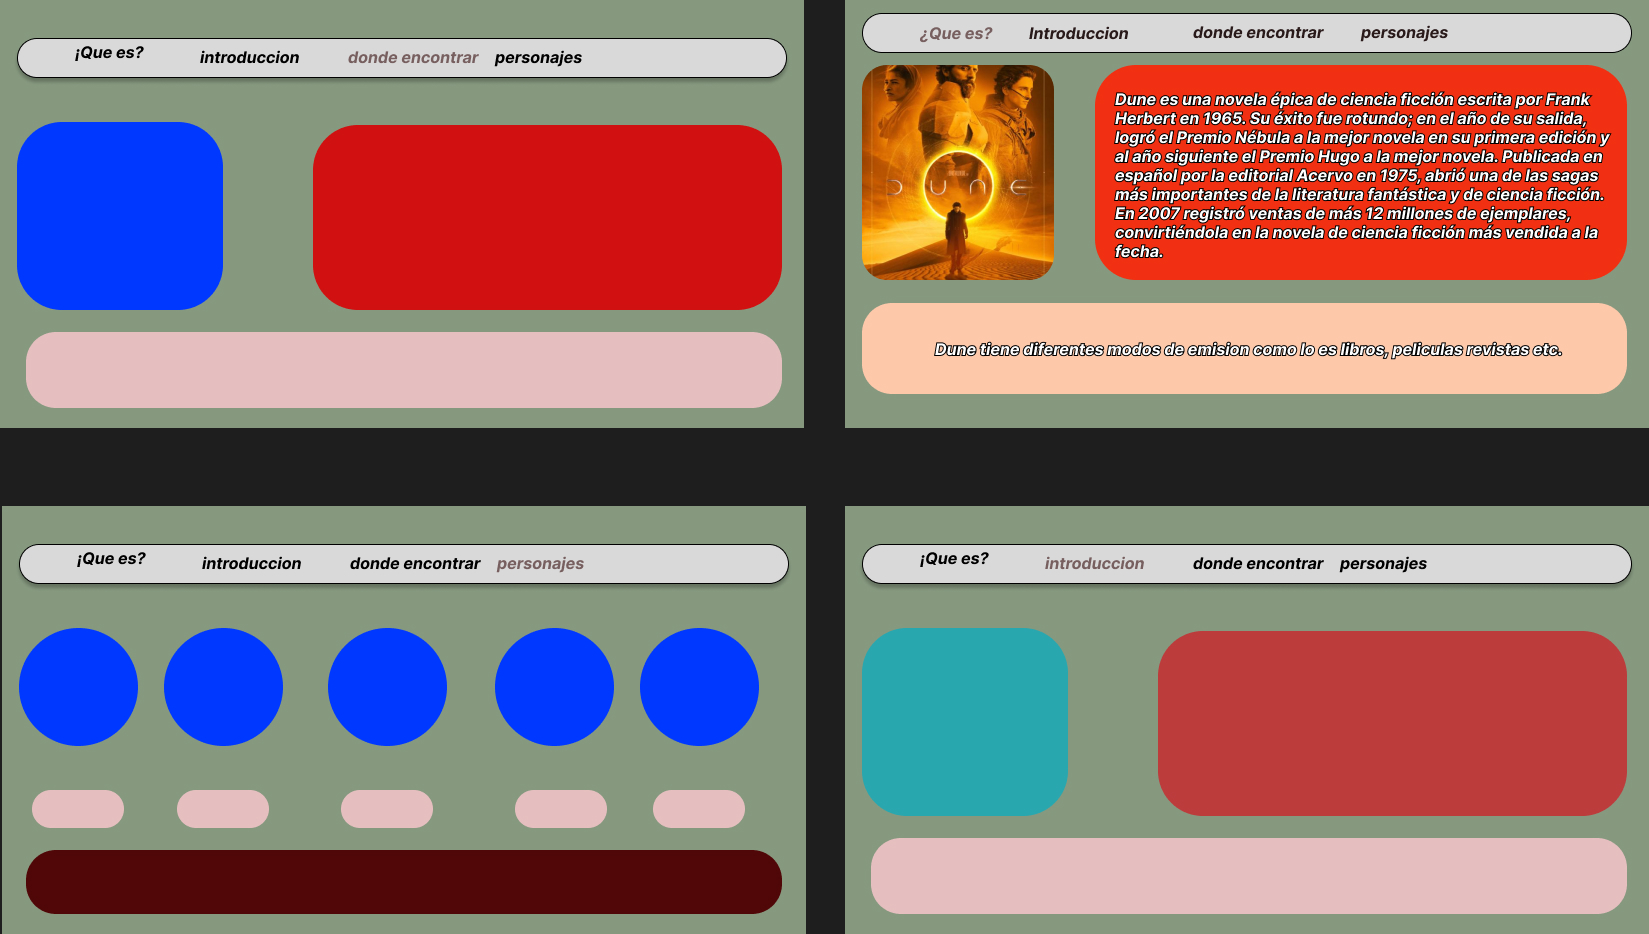 ¡Que es? introduccion donde encontrar personajes
¿Que es? Introduccion donde encontrar personajes
DUNE
Dune es una novela épica de ciencia ficción escrita por Frank
Herbert en 1965. Su éxito fue rotundo; en el año de su salida,
logró el Premio Nébula a la mejor novela en su primera edición y
al año siguiente el Premio Hugo a la mejor novela. Publicada en
español por la editorial Acervo en 1975, abrió una de las sagas
más importantes de la literatura fantástica y de ciencia ficción.
En 2007 registró ventas de más 12 millones de ejemplares,
convirtiéndola en la novela de ciencia ficción más vendida a la
fecha.
Dune tiene diferentes modos de emision como lo es libros, peliculas revistas etc.
¡Que es? introduccion donde encontrar personajes
¿Que es? introduccion donde encontrar personajes